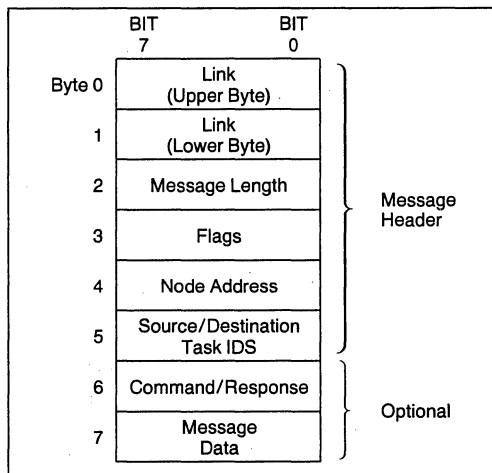 BIT BIT
7 0
Byte 0 Link
(Upper Byte)
1 Link
(Lower Byte)
2 Message Length
3 Flags
4 Node Address
5 Source/Destination
Task IDS
6 Command/Response
7 Message
Data
Message
Header
Optional